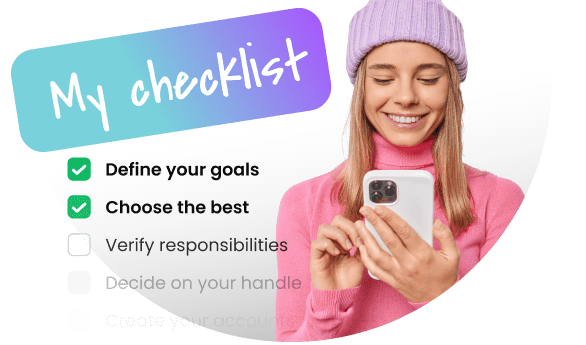 My checklist
Define your goals
Choose the best
Verify responsibilities
Decide on your handle
Create your accounts